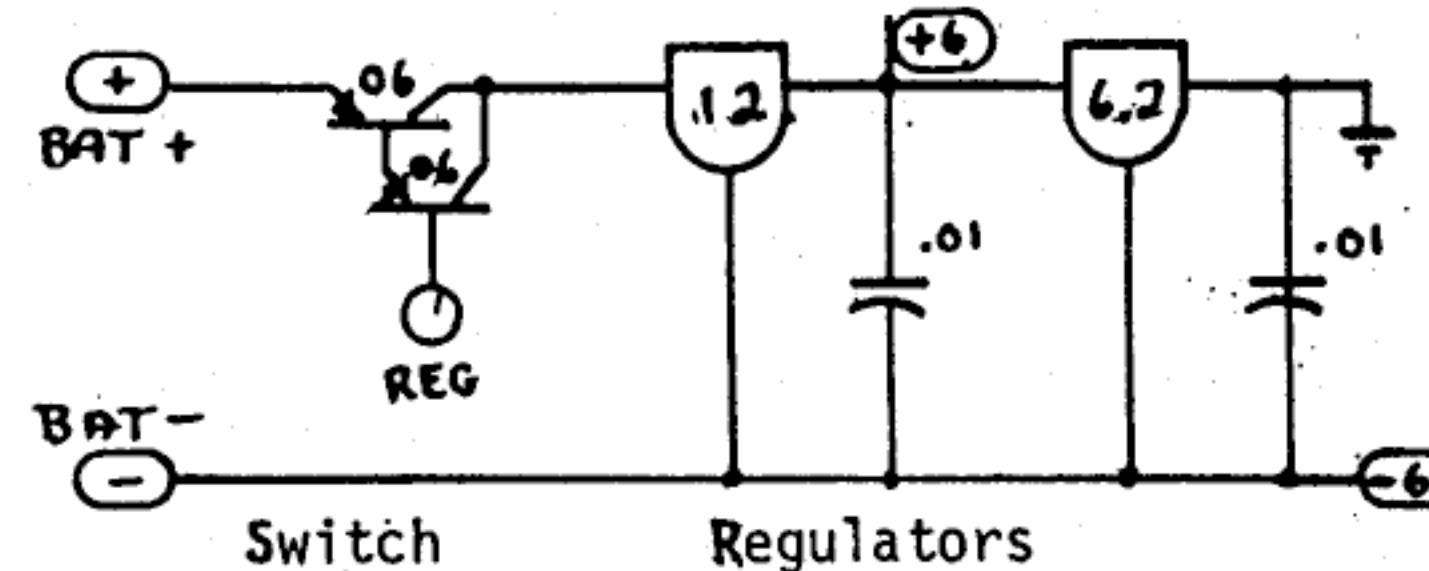 +
BAT +
06
06
REG
.12
+6
6.2
.01
.01
BAT -
-
-6
Switch
Regulators